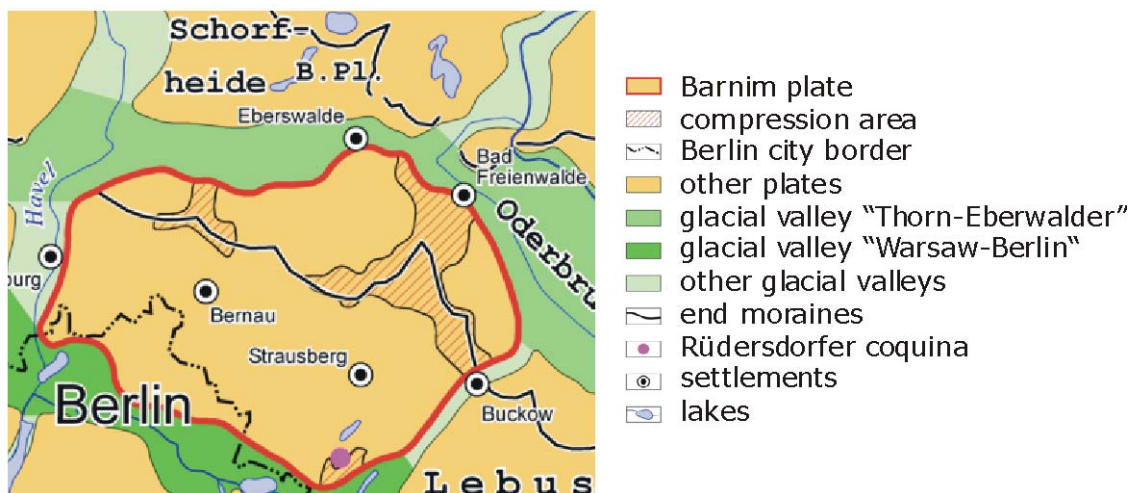 Schorf-
heide
B.Pl.
Eberswalde
Bad
Freienwalde
Havel
Oderbru
burg
Bernau
Strausberg
Berlin
Buckow
Lebus
Barnim plate
compression area
Berlin city border
other plates
glacial valley “Thorn-Eberwalder”
glacial valley “Warsaw-Berlin“
other glacial valleys
end moraines
Rüdersdorfer coquina
settlements
lakes